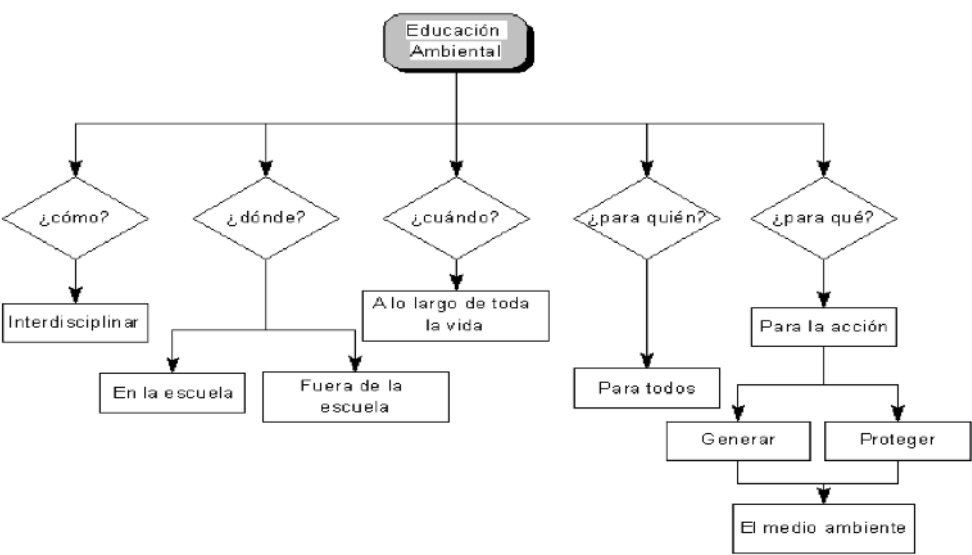 Educación
Ambiental
¿cómo?
¿dónde?
¿cuándo?
¿para quién?
¿para qué?
Interdisciplinar
A lo largo de toda
la vida
Para la acción
En la escuela
Fuera de la
escuela
Para todos
Generar
Proteger
El medio ambiente